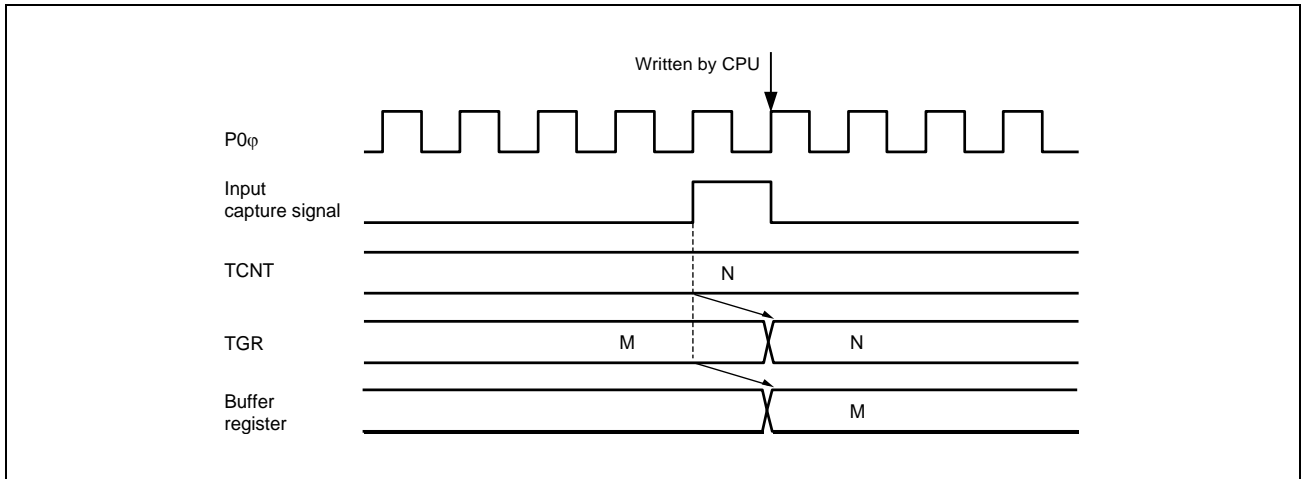 Written by CPU
P0φ
Input
capture signal
TCNT
N
TGR
M
N
Buffer
register
M